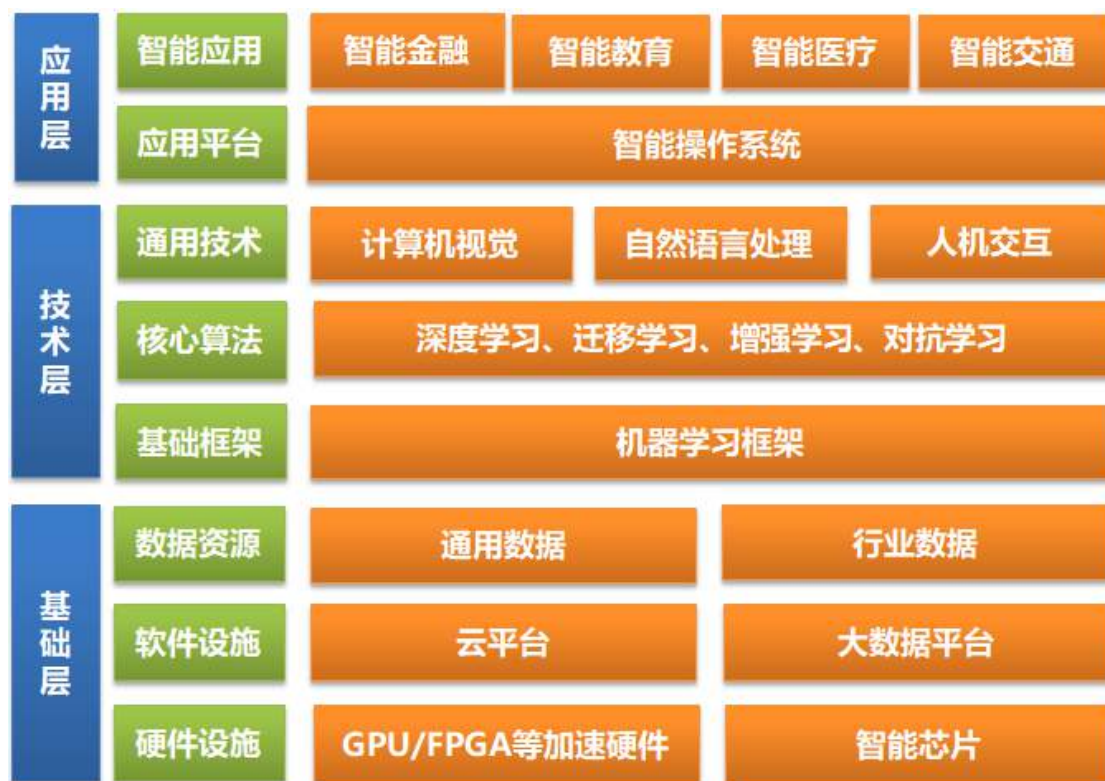 应用层
智能应用
智能金融
智能教育
智能医疗
智能交通
应用平台
智能操作系统
技术层
通用技术
计算机视觉
自然语言处理
人机交互
核心算法
深度学习、迁移学习、增强学习、对抗学习
基础框架
机器学习框架
基础层
数据资源
通用数据
行业数据
软件设施
云平台
大数据平台
硬件设施
GPU/FPGA等加速硬件
智能芯片